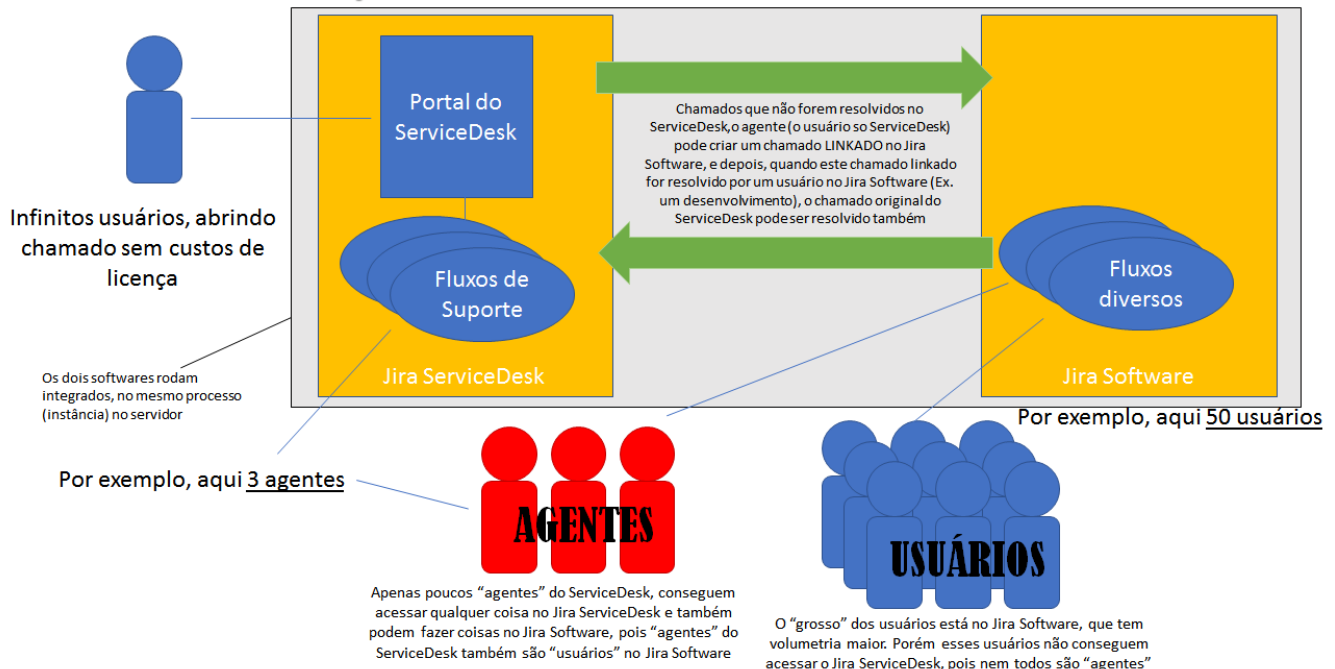 Portal do
ServiceDesk
Chamados que não forem resolvidos no
ServiceDesk,o agente (o usuário so ServiceDesk)
pode criar um chamado LINKADO no Jira
Software, e depois, quando este chamado linkado
for resolvido por um usuário no Jira Software (Ex.
um desenvolvimento), o chamado original do
ServiceDesk pode ser resolvido também
Infinitos usuários, abrindo
chamado sem custos de
licença
Fluxos de
Suporte
Fluxos
diversos
Jira ServiceDesk
Jira Software
Os dois softwares rodam
integrados, no mesmo processo
(instância) no servidor
Por exemplo, aqui 50 usuários
Por exemplo, aqui 3 agentes
AGENTES
USUÁRIOS
Apenas poucos “agentes” do ServiceDesk, conseguem
acessar qualquer coisa no Jira ServiceDesk e também
podem fazer coisas no Jira Software, pois “agentes” do
ServiceDesk também são “usuários” no Jira Software
O “grosso” dos usuários está no Jira Software, que tem
volumetria maior. Porém esses usuários não conseguem
acessar o Jira ServiceDesk, pois nem todos são “agentes”